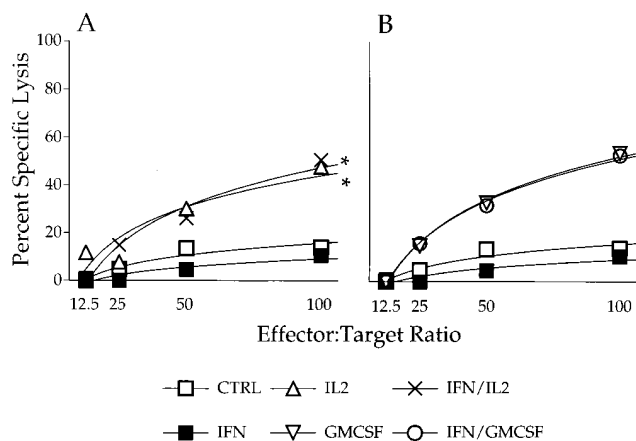 A B
100
80
60
40
20
0
Percent Specific Lysis
*
*
12.5 25 50 100
12.5 25 50 100
Effector:Target Ratio
CTRL IL2 IFN/IL2
IFN GMCSF IFN/GMCSF